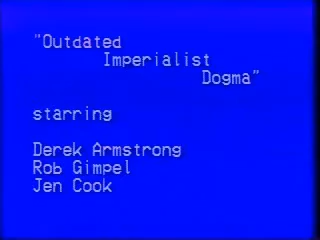 "Outdated
Imperialist
Dogma"
starring
Derek Armstrong
Rob Gimpel
Jen Cook